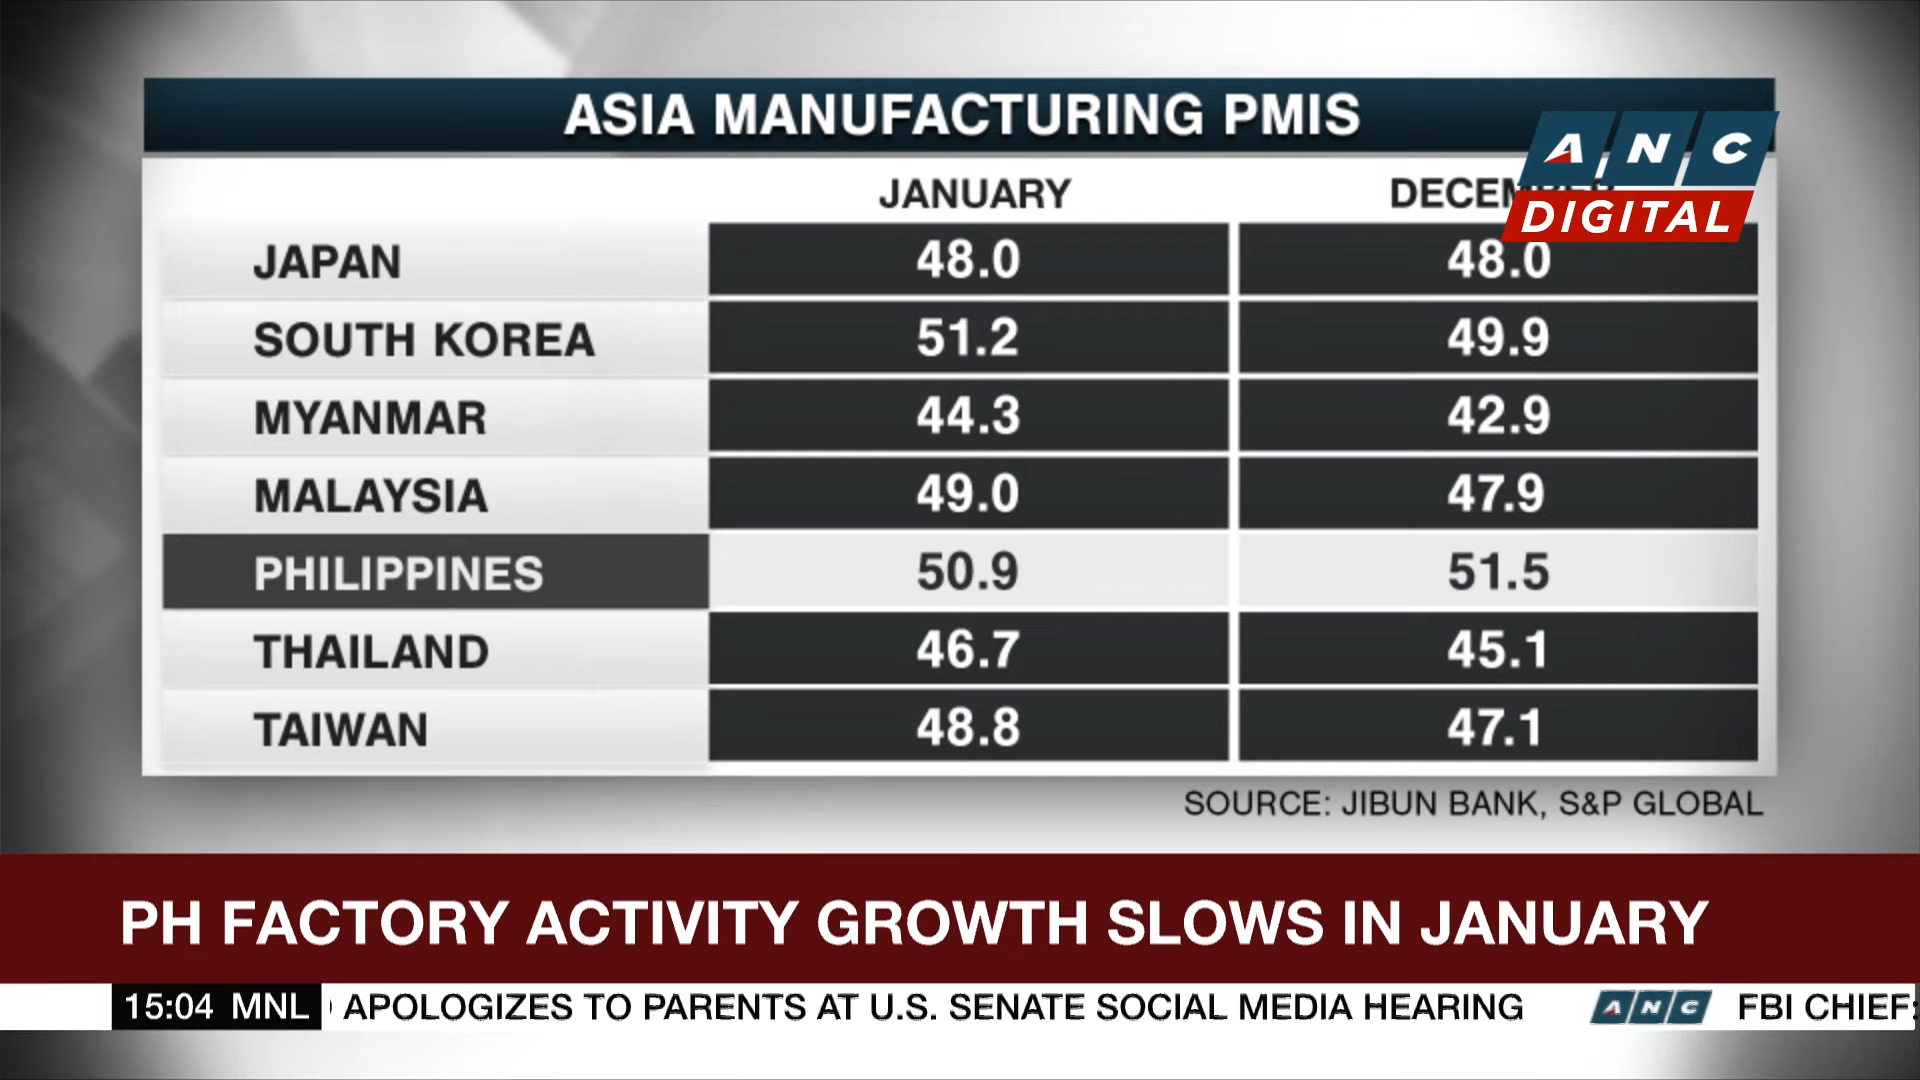 ASIA MANUFACTURING PMIS
ANC
DIGITAL
JANUARY
JAPAN 48.0 48.0
SOUTH KOREA 51.2 49.9
MYANMAR 44.3 42.9
MALAYSIA 49.0 47.9
PHILIPPINES 50.9 51.5
THAILAND 46.7 45.1
TAIWAN 48.8 47.1
SOURCE: JIBUN BANK, S&P GLOBAL
PH FACTORY ACTIVITY GROWTH SLOWS IN JANUARY
15:04 MNL APOLOGIZES TO PARENTS AT U.S. SENATE SOCIAL MEDIA HEARING ANC FBI CHIEF: